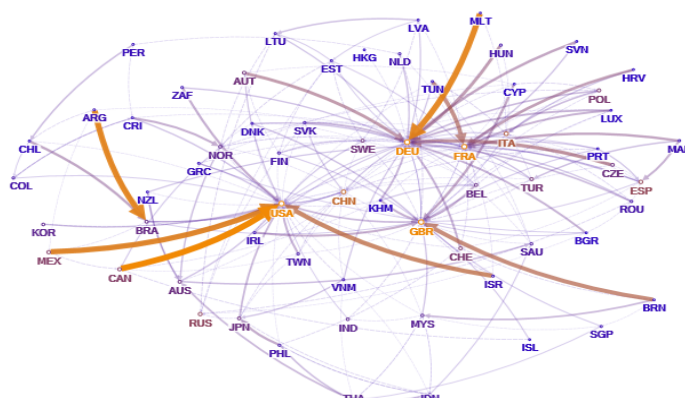 MLT
LVA
LTU
HUN
SVN
PER
HKG
NLD
EST
HRV
AUT
TUN
CYP
ZAF
POL
ARG
LUX
CRI
DNK
SVK
ITA
CHL
SWE
DEU
FRA
MAR
NOR
FIN
PRT
GRC
CZE
COL
TUR
ESP
NZL
CHN
BEL
KHM
USA
ROU
KOR
BRA
IRL
GBR
BGR
MEX
TWN
CHE
SAU
CAN
AUS
VNM
ISR
BRN
RUS
JPN
IND
MYS
SGP
PHL
ISL